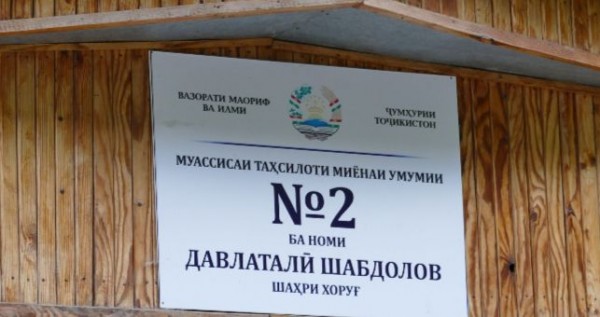 ВАЗОРАТИ МАОРИФ
ВА ИЛМИ
ҶУМҲУРИИ
ТОҶИКИСТОН
МУАССИСАИ ТАҲСИЛОТИ МИЁНАИ УМУМИИ
№2
БА НОМИ
ДАВЛАТАЛӢ ШАБДОЛОВ
ШАҲРИ ХОРУҒ